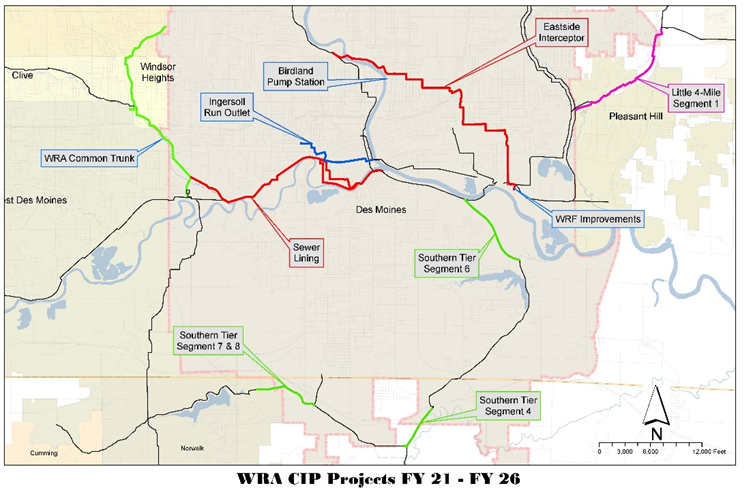 Eastside
Interceptor
Windsor
Heights
Clive
Birdland
Pump Station
Little 4-Mile
Segment 1
Ingersoll
Run Outlet
Pleasant Hill
WRA Common Trunk
est Des Moines
Des Moines
WRF Improvements
Sewer
Lining
Southern Tier
Segment 6
Southern Tier
Segment 7 & 8
Southern Tier
Segment 4
N
0 3,000 6,000 12,000 Feet
Cumming
Norwalk
WRA CIP Projects FY 21 - FY 26